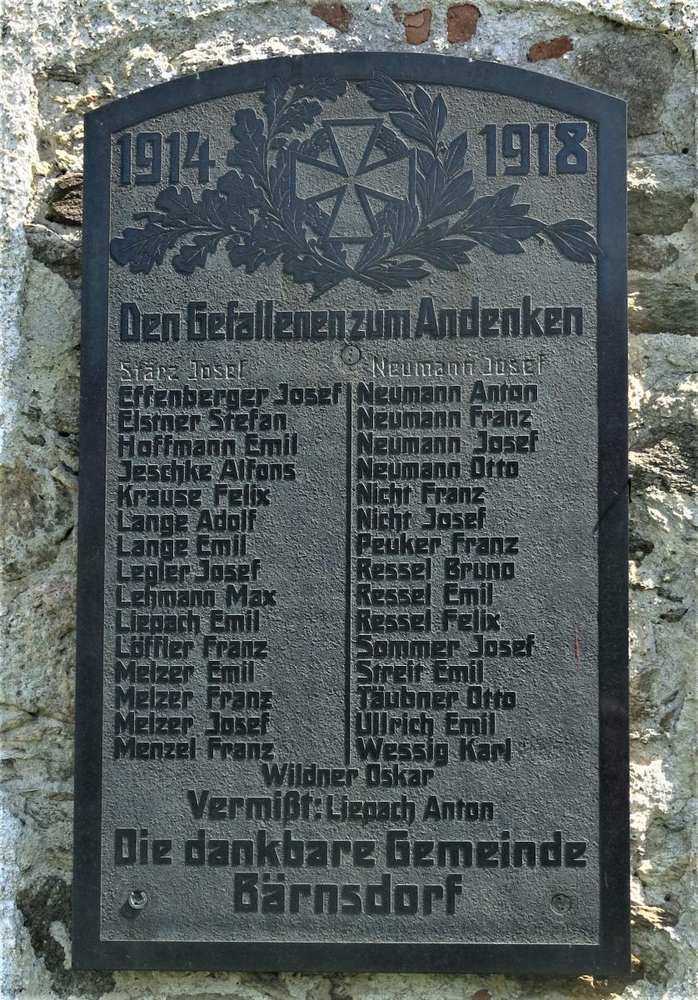 1914 1918
Den Gefallenen zum Andenken
Stärz Josef
Effenberger Josef
Elstner Stefan
Hoffmann Emil
Jeschke Alfons
Krause Felix
Lange Adolf
Lange Emil
Legler Josef
Lehmann Max
Liepach Emil
Löffler Franz
Melzer Emil
Melzer Franz
Melzer Josef
Menzel Franz
Neumann Josef
Neumann Anton
Neumann Franz
Neumann Josef
Neumann Otto
Nicht Franz
Nicht Josef
Peuker Franz
Ressel Bruno
Ressel Emil
Ressel Felix
Sommer Josef
Streit Emil
Täubner Otto
Ullrich Emil
Wessig Karl
Wildner Oskar
Vermißt: Liepach Anton
Die dankbare Gemeinde
Bärnsdorf